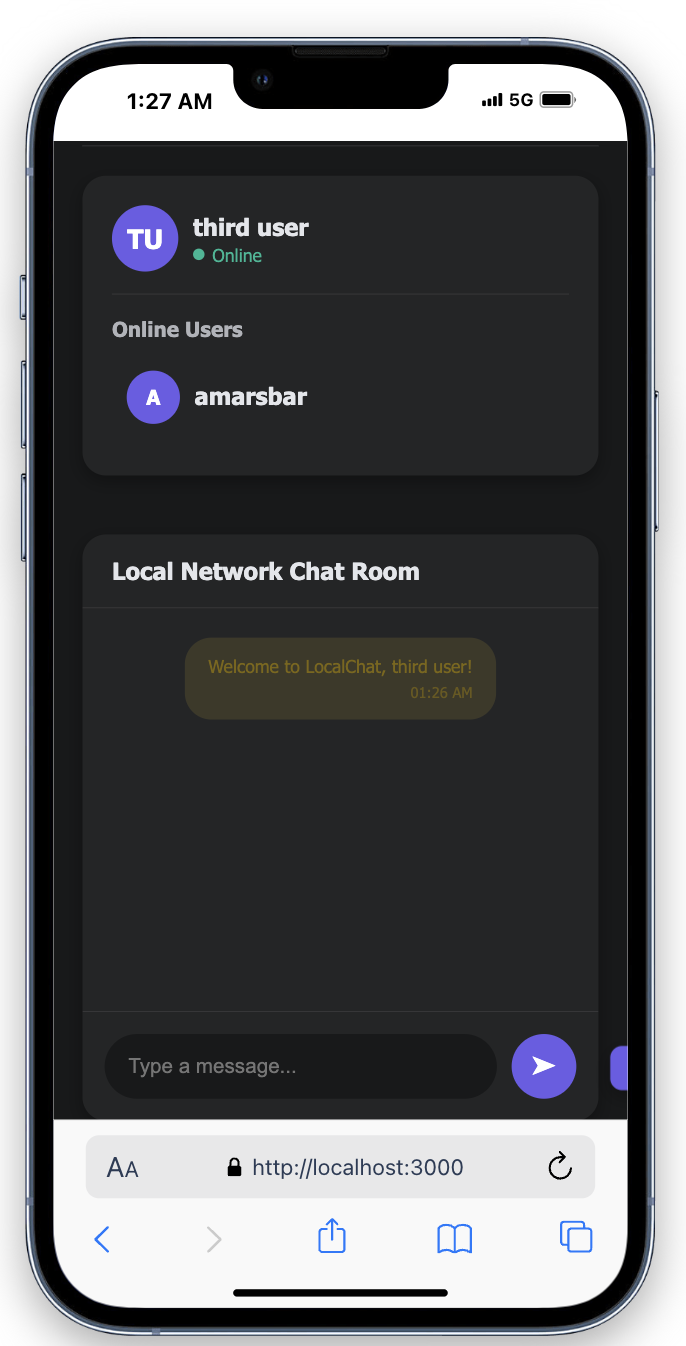 1:27 AM
5G
TU
third user
Online
Online Users
A
amarsbar
Local Network Chat Room
Welcome to LocalChat, third user!
01:26 AM
Type a message...
AA
http://localhost:3000